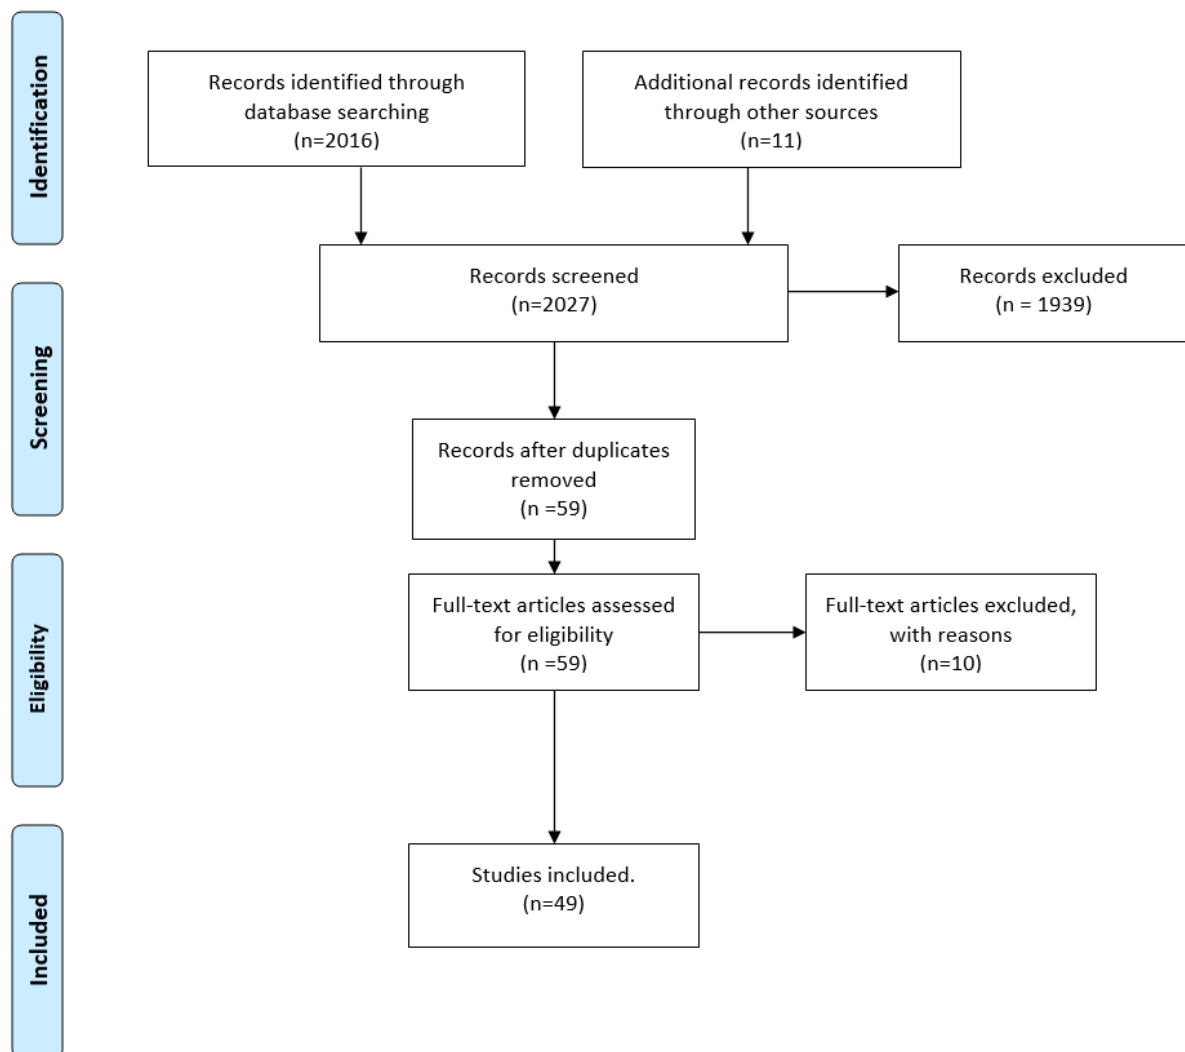 Identification
Records identified through
database searching
(n=2016)
Additional records identified
through other sources
(n=11)
Screening
Records screened
(n=2027)
Records excluded
(n = 1939)
Records after duplicates
removed
(n =59)
Eligibility
Full-text articles assessed
for eligibility
(n =59)
Full-text articles excluded,
with reasons
(n=10)
Included
Studies included.
(n=49)